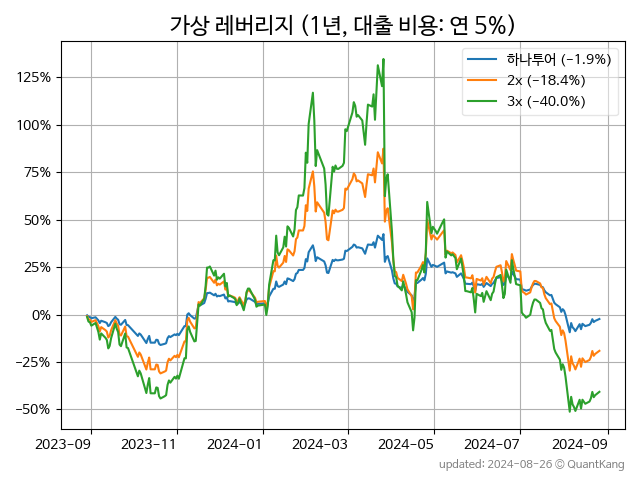 가상 레버리지 (1년, 대출 비용: 연 5%)
하나투어 (−1.9%)
2x (−18.4%)
3x (−40.0%)
125%
100%
75%
50%
25%
0%
−25%
−50%
2023-09 2023-11 2024-01 2024-03 2024-05 2024-07 2024-09
updated: 2024-08-26 © QuantKang